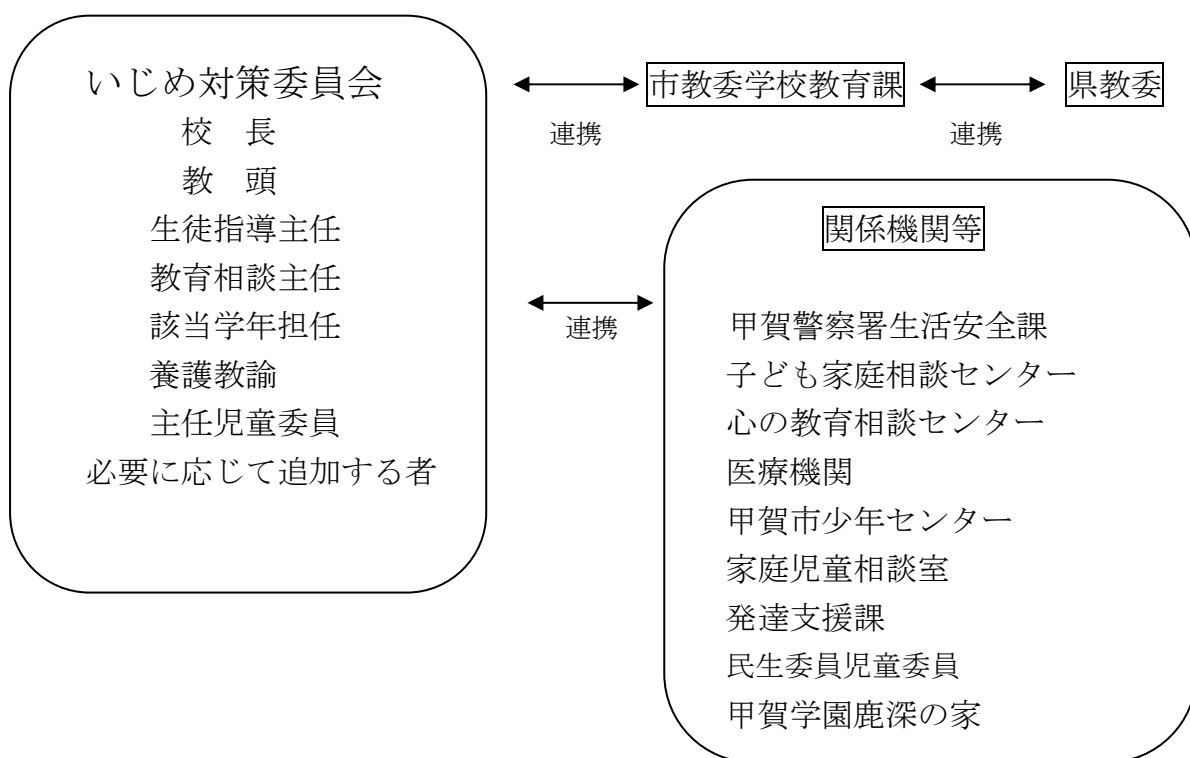 いじめ対策委員会
校　長
教　頭
生徒指導主任
教育相談主任
該当学年担任
養護教諭
主任児童委員
必要に応じて追加する者
連携
市教委学校教育課
連携
県教委
連携
関係機関等
甲賀警察署生活安全課
子ども家庭相談センター
心の教育相談センター
医療機関
甲賀市少年センター
家庭児童相談室
発達支援課
民生委員児童委員
甲賀学園鹿深の家